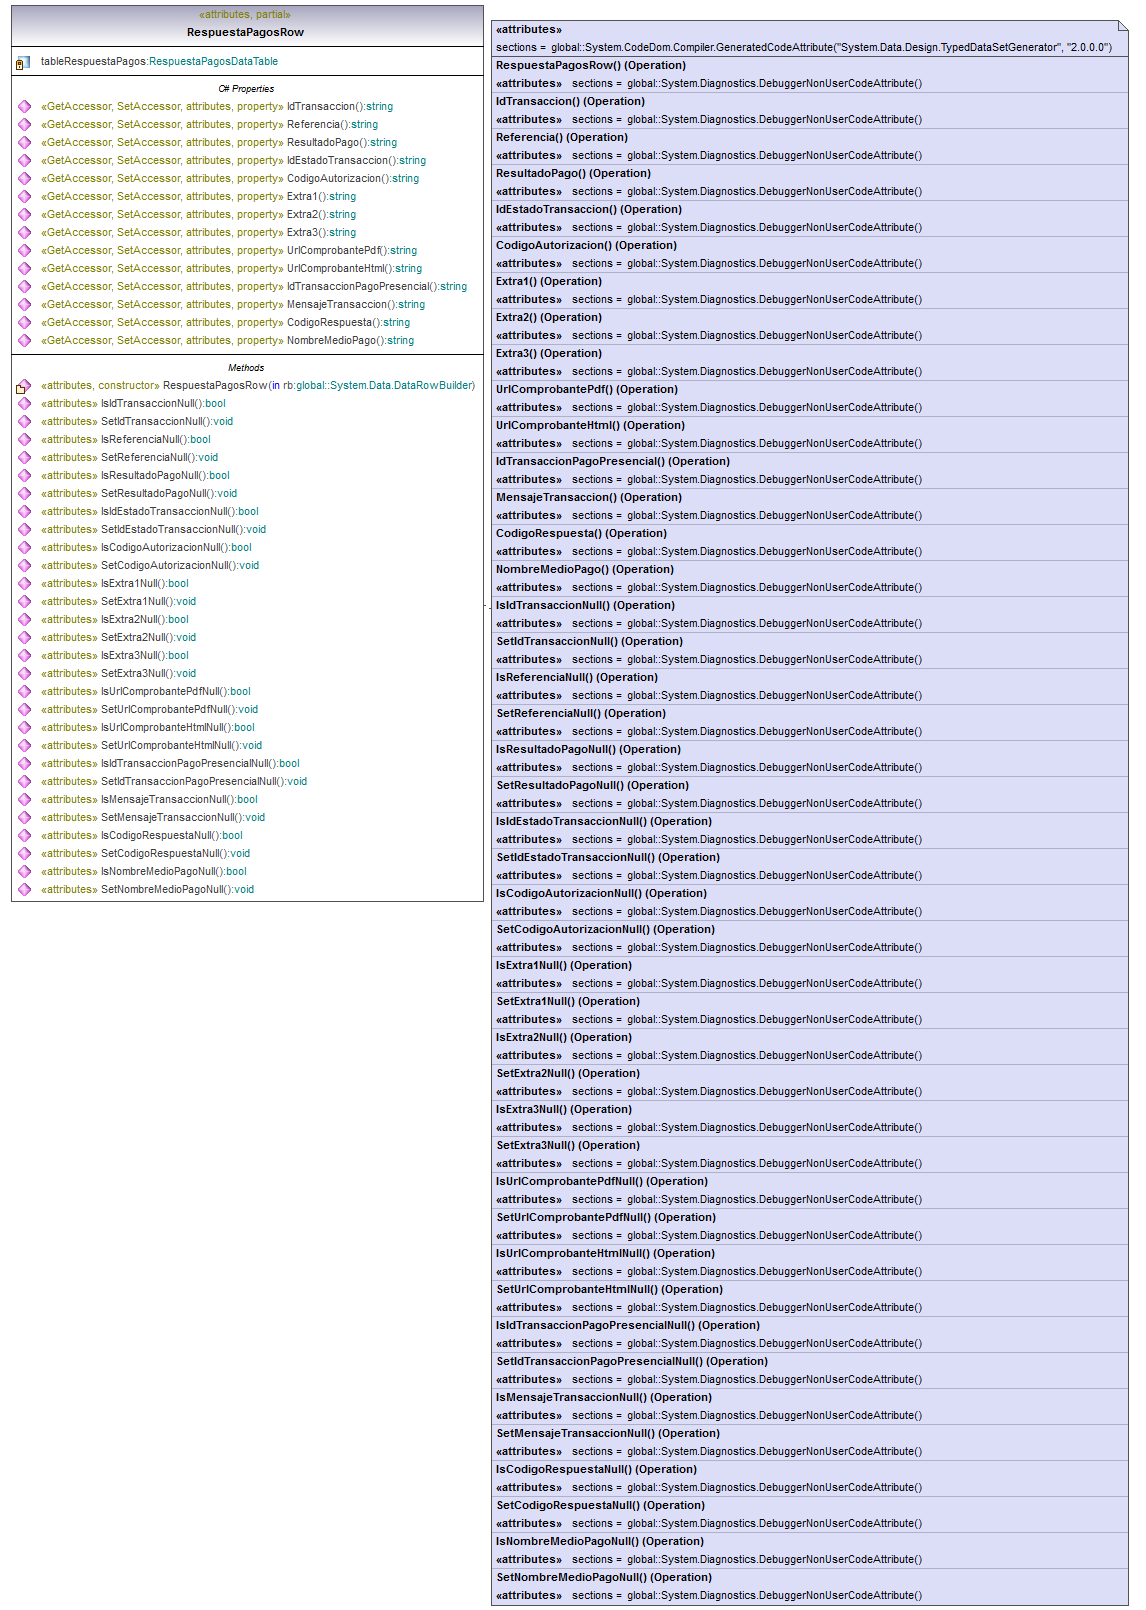 «attributes, partial»
RespuestaPagosRow
tableRespuestaPagos:RespuestaPagosDataTable
C# Properties
«GetAccessor, SetAccessor, attributes, property» IdTransaccion():string
«GetAccessor, SetAccessor, attributes, property» Referencia():string
«GetAccessor, SetAccessor, attributes, property» ResultadoPago():string
«GetAccessor, SetAccessor, attributes, property» IdEstadoTransaccion():string
«GetAccessor, SetAccessor, attributes, property» CodigoAutorizacion():string
«GetAccessor, SetAccessor, attributes, property» Extra1():string
«GetAccessor, SetAccessor, attributes, property» Extra2():string
«GetAccessor, SetAccessor, attributes, property» Extra3():string
«GetAccessor, SetAccessor, attributes, property» UrlComprobantePdf():string
«GetAccessor, SetAccessor, attributes, property» UrlComprobanteHtml():string
«GetAccessor, SetAccessor, attributes, property» IdTransaccionPagoPresencial():string
«GetAccessor, SetAccessor, attributes, property» MensajeTransaccion():string
«GetAccessor, SetAccessor, attributes, property» CodigoRespuesta():string
«GetAccessor, SetAccessor, attributes, property» NombreMedioPago():string
Methods
«attributes, constructor» RespuestaPagosRow(in rb:global::System.Data.DataRowBuilder)
«attributes» IsIdTransaccionNull():bool
«attributes» SetIdTransaccionNull():void
«attributes» IsReferenciaNull():bool
«attributes» SetReferenciaNull():void
«attributes» IsResultadoPagoNull():bool
«attributes» SetResultadoPagoNull():void
«attributes» IsIdEstadoTransaccionNull():bool
«attributes» SetIdEstadoTransaccionNull():void
«attributes» IsCodigoAutorizacionNull():bool
«attributes» SetCodigoAutorizacionNull():void
«attributes» IsExtra1Null():bool
«attributes» SetExtra1Null():void
«attributes» IsExtra2Null():bool
«attributes» SetExtra2Null():void
«attributes» IsExtra3Null():bool
«attributes» SetExtra3Null():void
«attributes» IsUrlComprobantePdfNull():bool
«attributes» SetUrlComprobantePdfNull():void
«attributes» IsUrlComprobanteHtmlNull():bool
«attributes» SetUrlComprobanteHtmlNull():void
«attributes» IsIdTransaccionPagoPresencialNull():bool
«attributes» SetIdTransaccionPagoPresencialNull():void
«attributes» IsMensajeTransaccionNull():bool
«attributes» SetMensajeTransaccionNull():void
«attributes» IsCodigoRespuestaNull():bool
«attributes» SetCodigoRespuestaNull():void
«attributes» IsNombreMedioPagoNull():bool
«attributes» SetNombreMedioPagoNull():void
«attributes»
sections = global::System.CodeDom.Compiler.GeneratedCodeAttribute("System.Data.Design.TypedDataSetGenerator", "2.0.0.0")
RespuestaPagosRow() (Operation)
«attributes» sections = global::System.Diagnostics.DebuggerNonUserCodeAttribute()
IdTransaccion() (Operation)
«attributes» sections = global::System.Diagnostics.DebuggerNonUserCodeAttribute()
Referencia() (Operation)
«attributes» sections = global::System.Diagnostics.DebuggerNonUserCodeAttribute()
ResultadoPago() (Operation)
«attributes» sections = global::System.Diagnostics.DebuggerNonUserCodeAttribute()
IdEstadoTransaccion() (Operation)
«attributes» sections = global::System.Diagnostics.DebuggerNonUserCodeAttribute()
CodigoAutorizacion() (Operation)
«attributes» sections = global::System.Diagnostics.DebuggerNonUserCodeAttribute()
Extra1() (Operation)
«attributes» sections = global::System.Diagnostics.DebuggerNonUserCodeAttribute()
Extra2() (Operation)
«attributes» sections = global::System.Diagnostics.DebuggerNonUserCodeAttribute()
Extra3() (Operation)
«attributes» sections = global::System.Diagnostics.DebuggerNonUserCodeAttribute()
UrlComprobantePdf() (Operation)
«attributes» sections = global::System.Diagnostics.DebuggerNonUserCodeAttribute()
UrlComprobanteHtml() (Operation)
«attributes» sections = global::System.Diagnostics.DebuggerNonUserCodeAttribute()
IdTransaccionPagoPresencial() (Operation)
«attributes» sections = global::System.Diagnostics.DebuggerNonUserCodeAttribute()
MensajeTransaccion() (Operation)
«attributes» sections = global::System.Diagnostics.DebuggerNonUserCodeAttribute()
CodigoRespuesta() (Operation)
«attributes» sections = global::System.Diagnostics.DebuggerNonUserCodeAttribute()
NombreMedioPago() (Operation)
«attributes» sections = global::System.Diagnostics.DebuggerNonUserCodeAttribute()
IsIdTransaccionNull() (Operation)
«attributes» sections = global::System.Diagnostics.DebuggerNonUserCodeAttribute()
SetIdTransaccionNull() (Operation)
«attributes» sections = global::System.Diagnostics.DebuggerNonUserCodeAttribute()
IsReferenciaNull() (Operation)
«attributes» sections = global::System.Diagnostics.DebuggerNonUserCodeAttribute()
SetReferenciaNull() (Operation)
«attributes» sections = global::System.Diagnostics.DebuggerNonUserCodeAttribute()
IsResultadoPagoNull() (Operation)
«attributes» sections = global::System.Diagnostics.DebuggerNonUserCodeAttribute()
SetResultadoPagoNull() (Operation)
«attributes» sections = global::System.Diagnostics.DebuggerNonUserCodeAttribute()
IsIdEstadoTransaccionNull() (Operation)
«attributes» sections = global::System.Diagnostics.DebuggerNonUserCodeAttribute()
SetIdEstadoTransaccionNull() (Operation)
«attributes» sections = global::System.Diagnostics.DebuggerNonUserCodeAttribute()
IsCodigoAutorizacionNull() (Operation)
«attributes» sections = global::System.Diagnostics.DebuggerNonUserCodeAttribute()
SetCodigoAutorizacionNull() (Operation)
«attributes» sections = global::System.Diagnostics.DebuggerNonUserCodeAttribute()
IsExtra1Null() (Operation)
«attributes» sections = global::System.Diagnostics.DebuggerNonUserCodeAttribute()
SetExtra1Null() (Operation)
«attributes» sections = global::System.Diagnostics.DebuggerNonUserCodeAttribute()
IsExtra2Null() (Operation)
«attributes» sections = global::System.Diagnostics.DebuggerNonUserCodeAttribute()
SetExtra2Null() (Operation)
«attributes» sections = global::System.Diagnostics.DebuggerNonUserCodeAttribute()
IsExtra3Null() (Operation)
«attributes» sections = global::System.Diagnostics.DebuggerNonUserCodeAttribute()
SetExtra3Null() (Operation)
«attributes» sections = global::System.Diagnostics.DebuggerNonUserCodeAttribute()
IsUrlComprobantePdfNull() (Operation)
«attributes» sections = global::System.Diagnostics.DebuggerNonUserCodeAttribute()
SetUrlComprobantePdfNull() (Operation)
«attributes» sections = global::System.Diagnostics.DebuggerNonUserCodeAttribute()
IsUrlComprobanteHtmlNull() (Operation)
«attributes» sections = global::System.Diagnostics.DebuggerNonUserCodeAttribute()
SetUrlComprobanteHtmlNull() (Operation)
«attributes» sections = global::System.Diagnostics.DebuggerNonUserCodeAttribute()
IsIdTransaccionPagoPresencialNull() (Operation)
«attributes» sections = global::System.Diagnostics.DebuggerNonUserCodeAttribute()
SetIdTransaccionPagoPresencialNull() (Operation)
«attributes» sections = global::System.Diagnostics.DebuggerNonUserCodeAttribute()
IsMensajeTransaccionNull() (Operation)
«attributes» sections = global::System.Diagnostics.DebuggerNonUserCodeAttribute()
SetMensajeTransaccionNull() (Operation)
«attributes» sections = global::System.Diagnostics.DebuggerNonUserCodeAttribute()
IsCodigoRespuestaNull() (Operation)
«attributes» sections = global::System.Diagnostics.DebuggerNonUserCodeAttribute()
SetCodigoRespuestaNull() (Operation)
«attributes» sections = global::System.Diagnostics.DebuggerNonUserCodeAttribute()
IsNombreMedioPagoNull() (Operation)
«attributes» sections = global::System.Diagnostics.DebuggerNonUserCodeAttribute()
SetNombreMedioPagoNull() (Operation)
«attributes» sections = global::System.Diagnostics.DebuggerNonUserCodeAttribute()